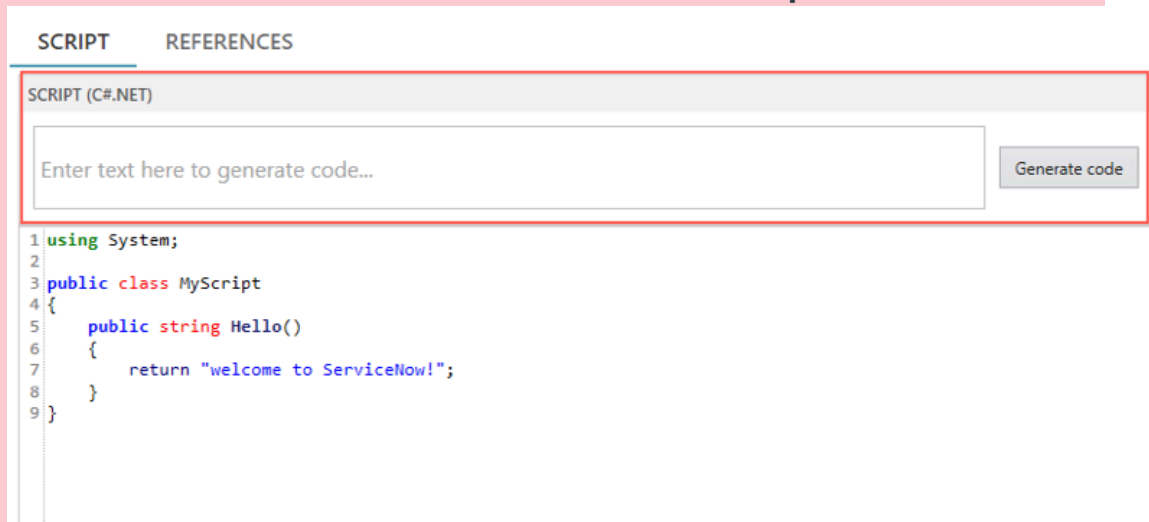 SCRIPT REFERENCES
SCRIPT (C#.NET)
Enter text here to generate code...
Generate code
1 using System;
2
3 public class MyScript
4 {
5     public string Hello()
6     {
7         return "welcome to ServiceNow!";
8     }
9 }